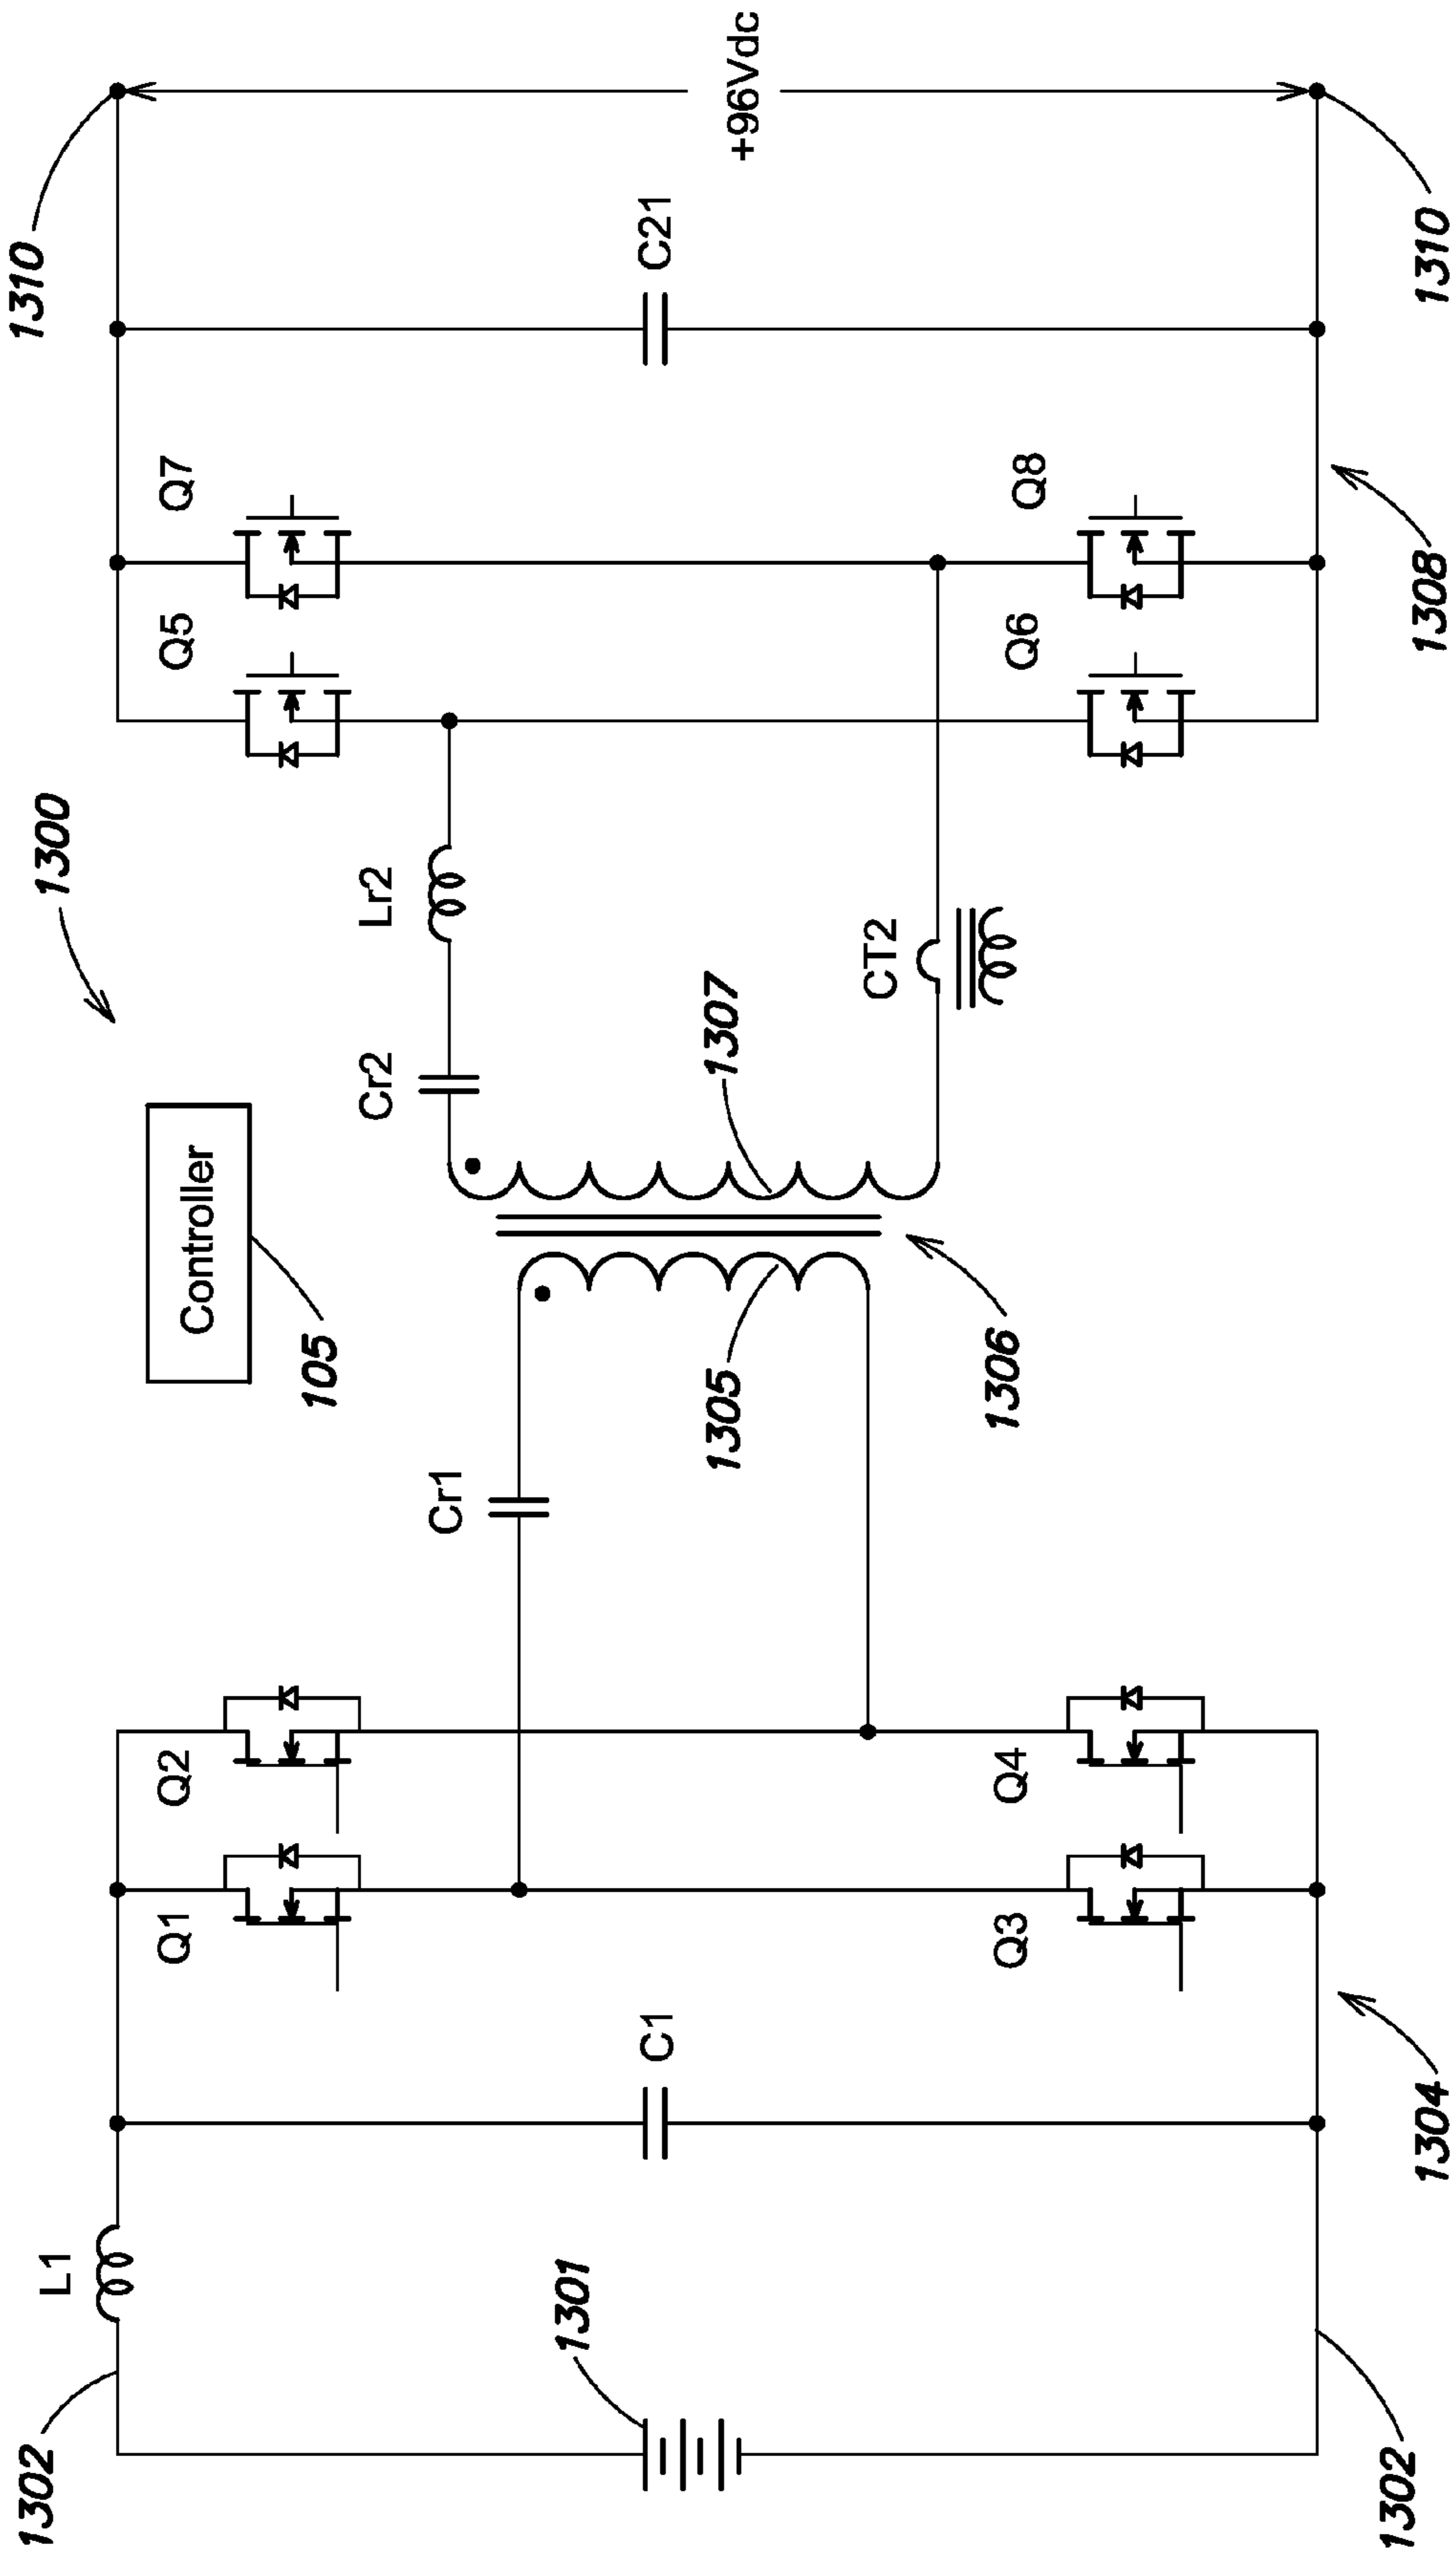 1300
Controller
105
1302
L1
1301
C1
1302
1304
Q1
Q2
Q3
Q4
Cr1
1305
1306
1307
Cr2
Lr2
CT2
Q5
Q7
Q6
Q8
1308
C21
1310
+96Vdc
1310